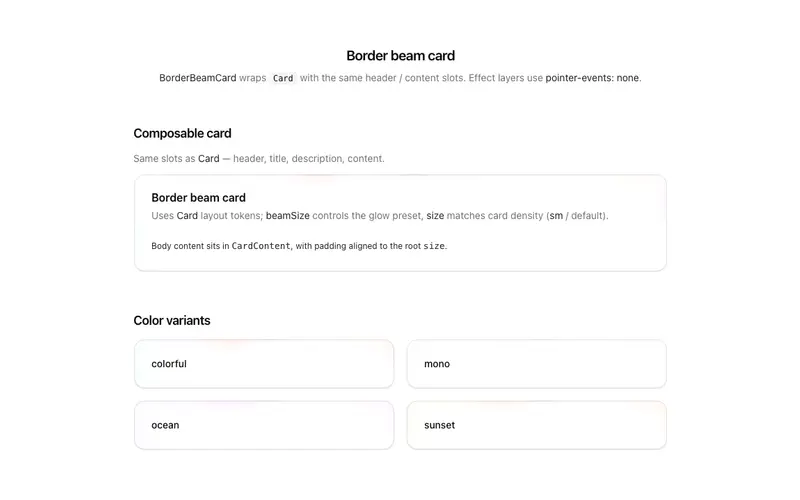 Border beam card
BorderBeamCard wraps Card with the same header / content slots. Effect layers use pointer-events: none.
Composable card
Same slots as Card — header, title, description, content.
Border beam card
Uses Card layout tokens; beamSize controls the glow preset, size matches card density (sm / default).
Body content sits in CardContent, with padding aligned to the root size.
Color variants
colorful
mono
ocean
sunset